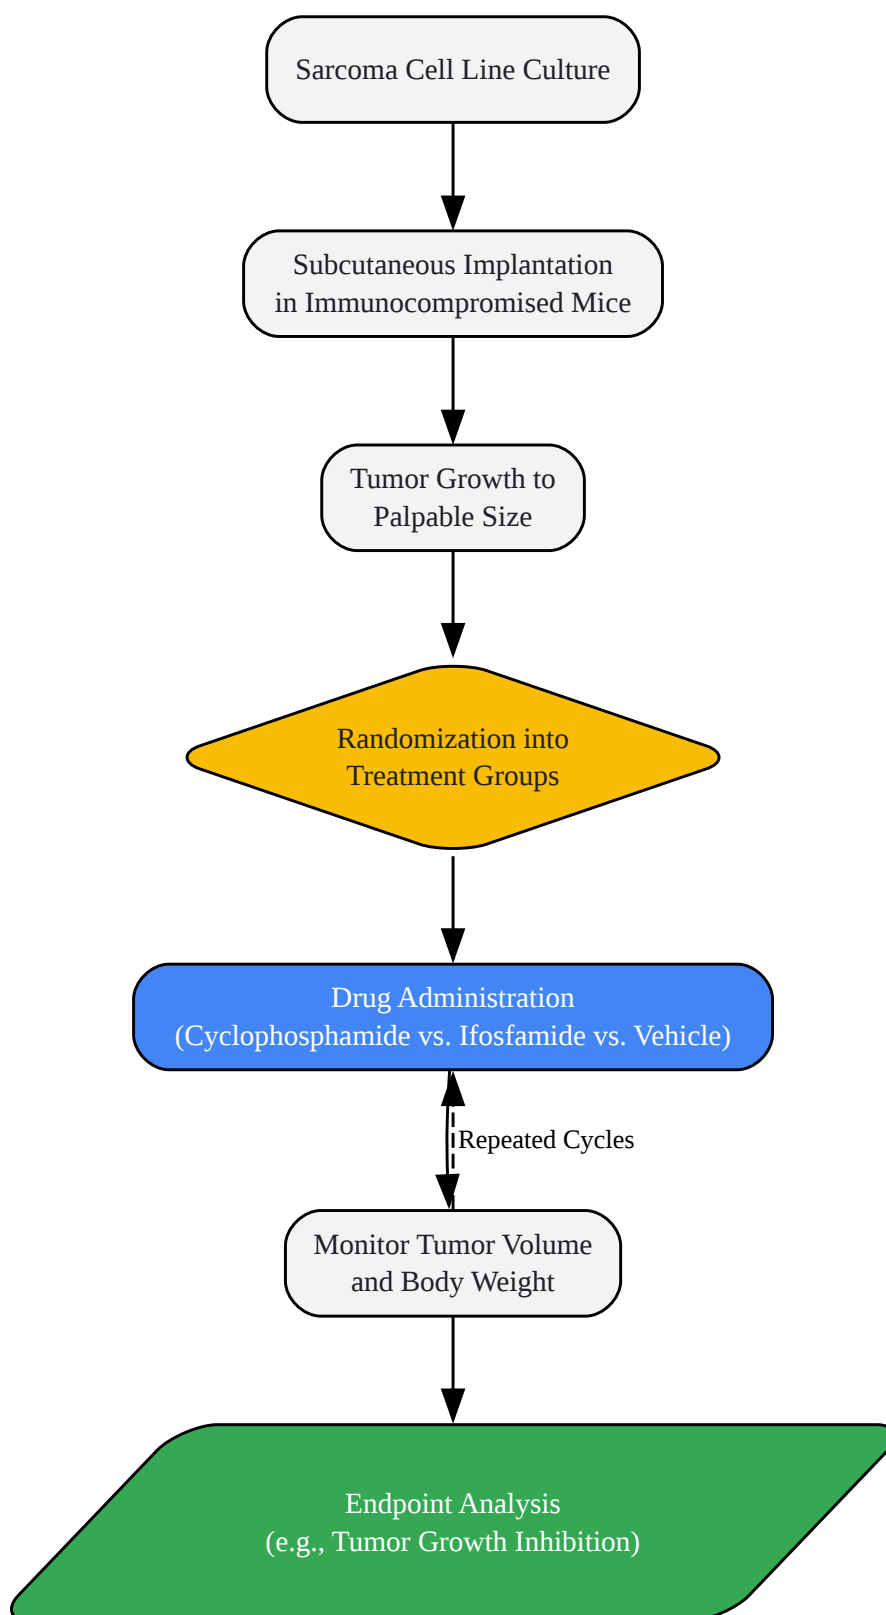 Sarcoma Cell Line Culture
Subcutaneous Implantation
in Immunocompromised Mice
Tumor Growth to
Palpable Size
Randomization into
Treatment Groups
Drug Administration
(Cyclophosphamide vs. Ifosfamide vs. Vehicle)
Repeated Cycles
Monitor Tumor Volume
and Body Weight
Endpoint Analysis
(e.g., Tumor Growth Inhibition)